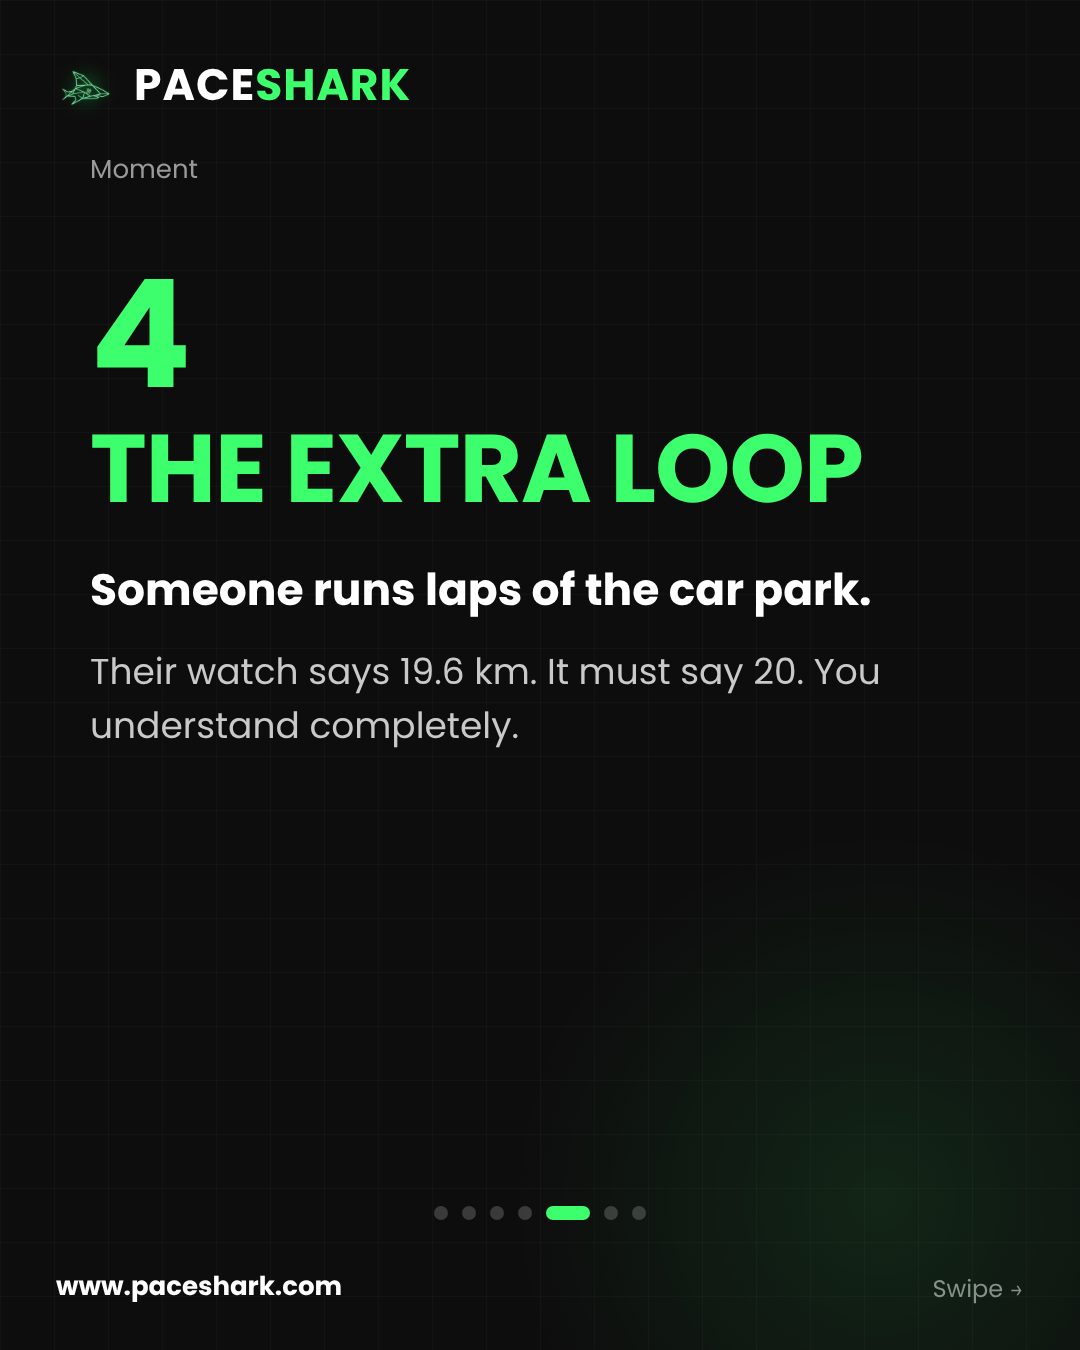 PACESHARK
Moment
4
THE EXTRA LOOP
Someone runs laps of the car park.
Their watch says 19.6 km. It must say 20. You
understand completely.
www.paceshark.com
Swipe →